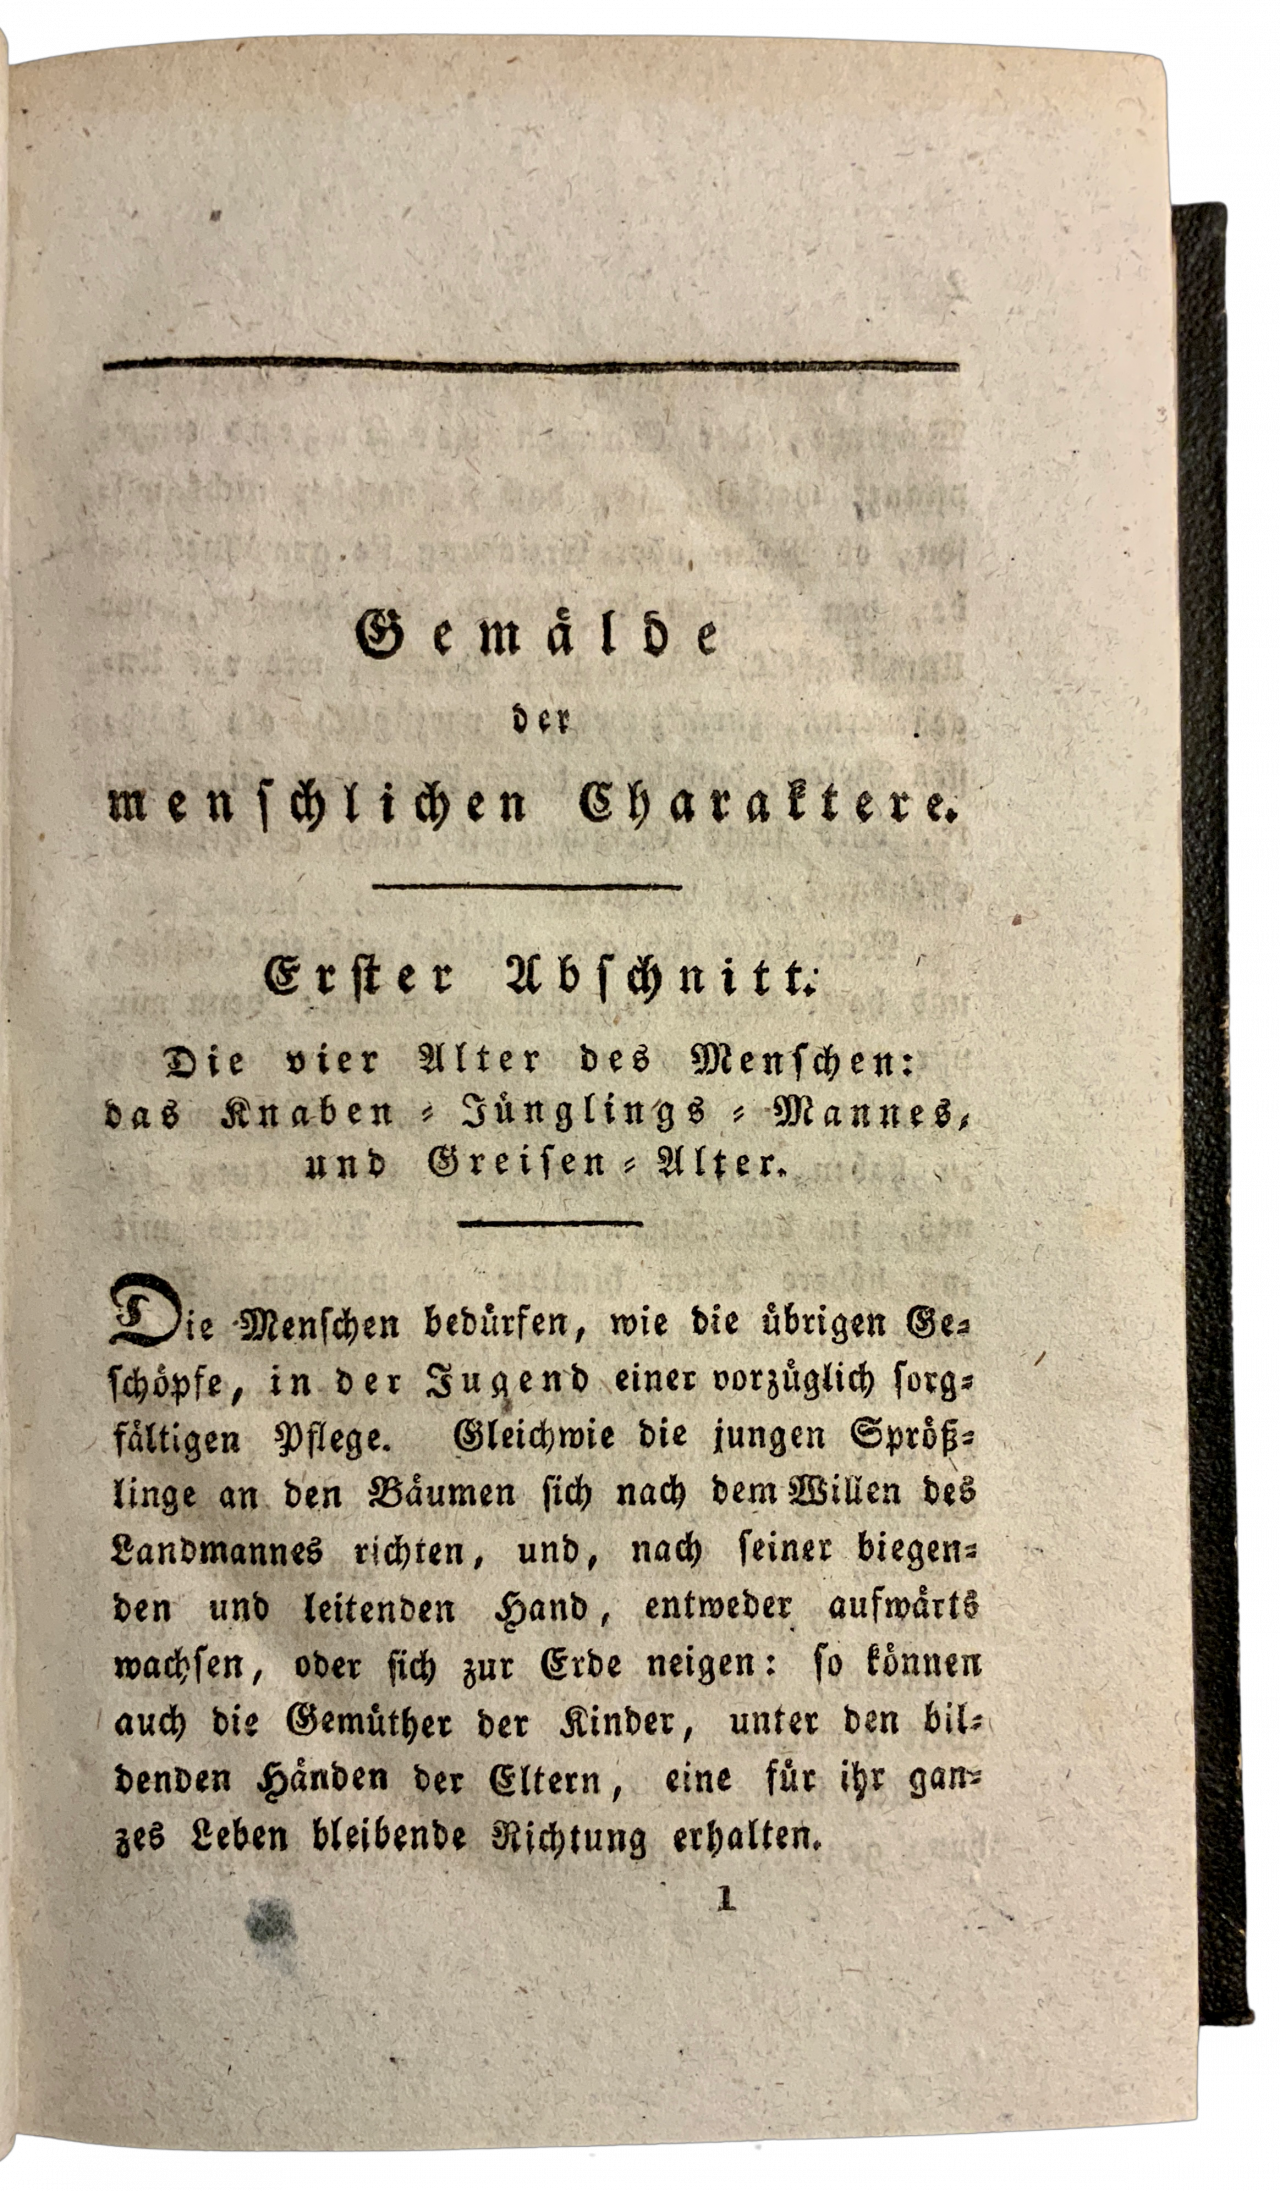 Gemälde
der
menſchlichen Charaktere.
Erſter Abſchnitt.
Die vier Alter des Menſchen:
das Knaben⸗Jünglings⸗Mannes,
und Greiſen⸗Alter.
Die Menſchen bedürfen, wie die übrigen Ge⸗
ſchöpfe, in der Jugend einer vorzüglich ſorg⸗
fältigen Pflege. Gleichwie die jungen Spröß⸗
linge an den Bäumen ſich nach dem Willen des
Landmannes richten, und, nach ſeiner biegen⸗
den und leitenden Hand, entweder aufwärts
wachſen, oder ſich zur Erde neigen: ſo können
auch die Gemüther der Kinder, unter den bil⸗
denden Händen der Eltern, eine für ihr gan⸗
zes Leben bleibende Richtung erhalten.
1